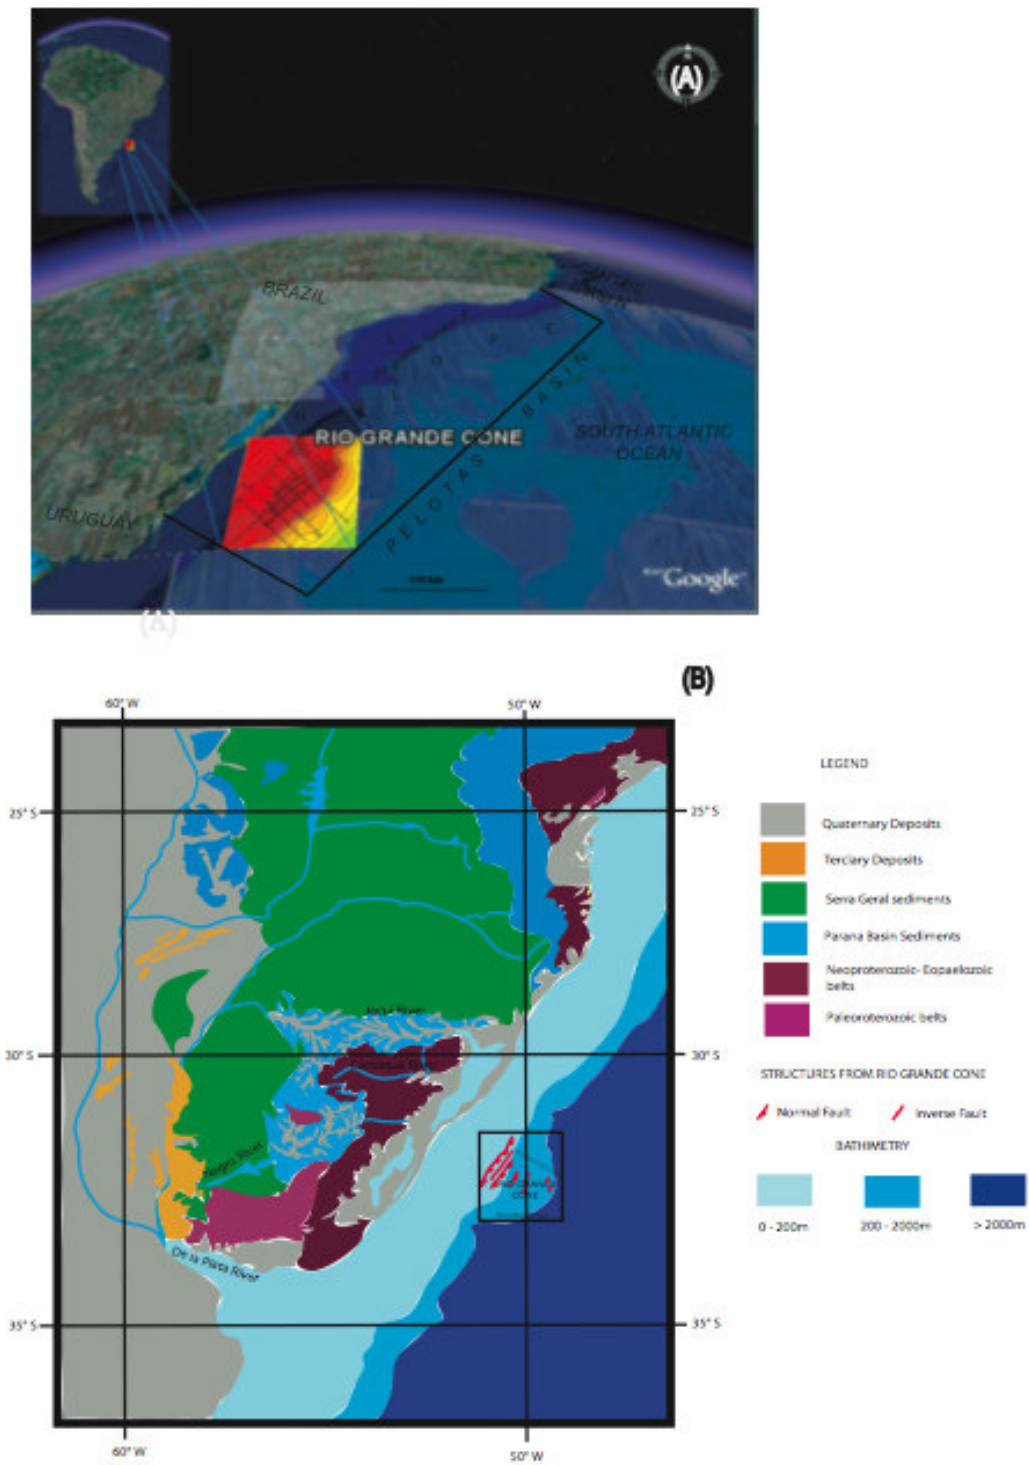 (A)
BRAZIL
RIO GRANDE CONE
SOUTH ATLANTIC
OCEAN
PELOTAS BASIN
URUGUAY
Google
(A)
(B)
60° W
50° W
25° S
25° S
30° S
30° S
35° S
35° S
60° W
50° W
Negro River
De la Plata River
CONE
LEGEND
Quaternary Deposits
Terciary Deposits
Serra Geral sediments
Parana Basin Sediments
Neoproterozoic- Eopaelozoic
belts
Paleoroterozoic belts
STRUCTURES FROM RIO GRANDE CONE
Normal Fault
Inverse Fault
BATHIMETRY
0 - 200m
200 - 2000m
> 2000m